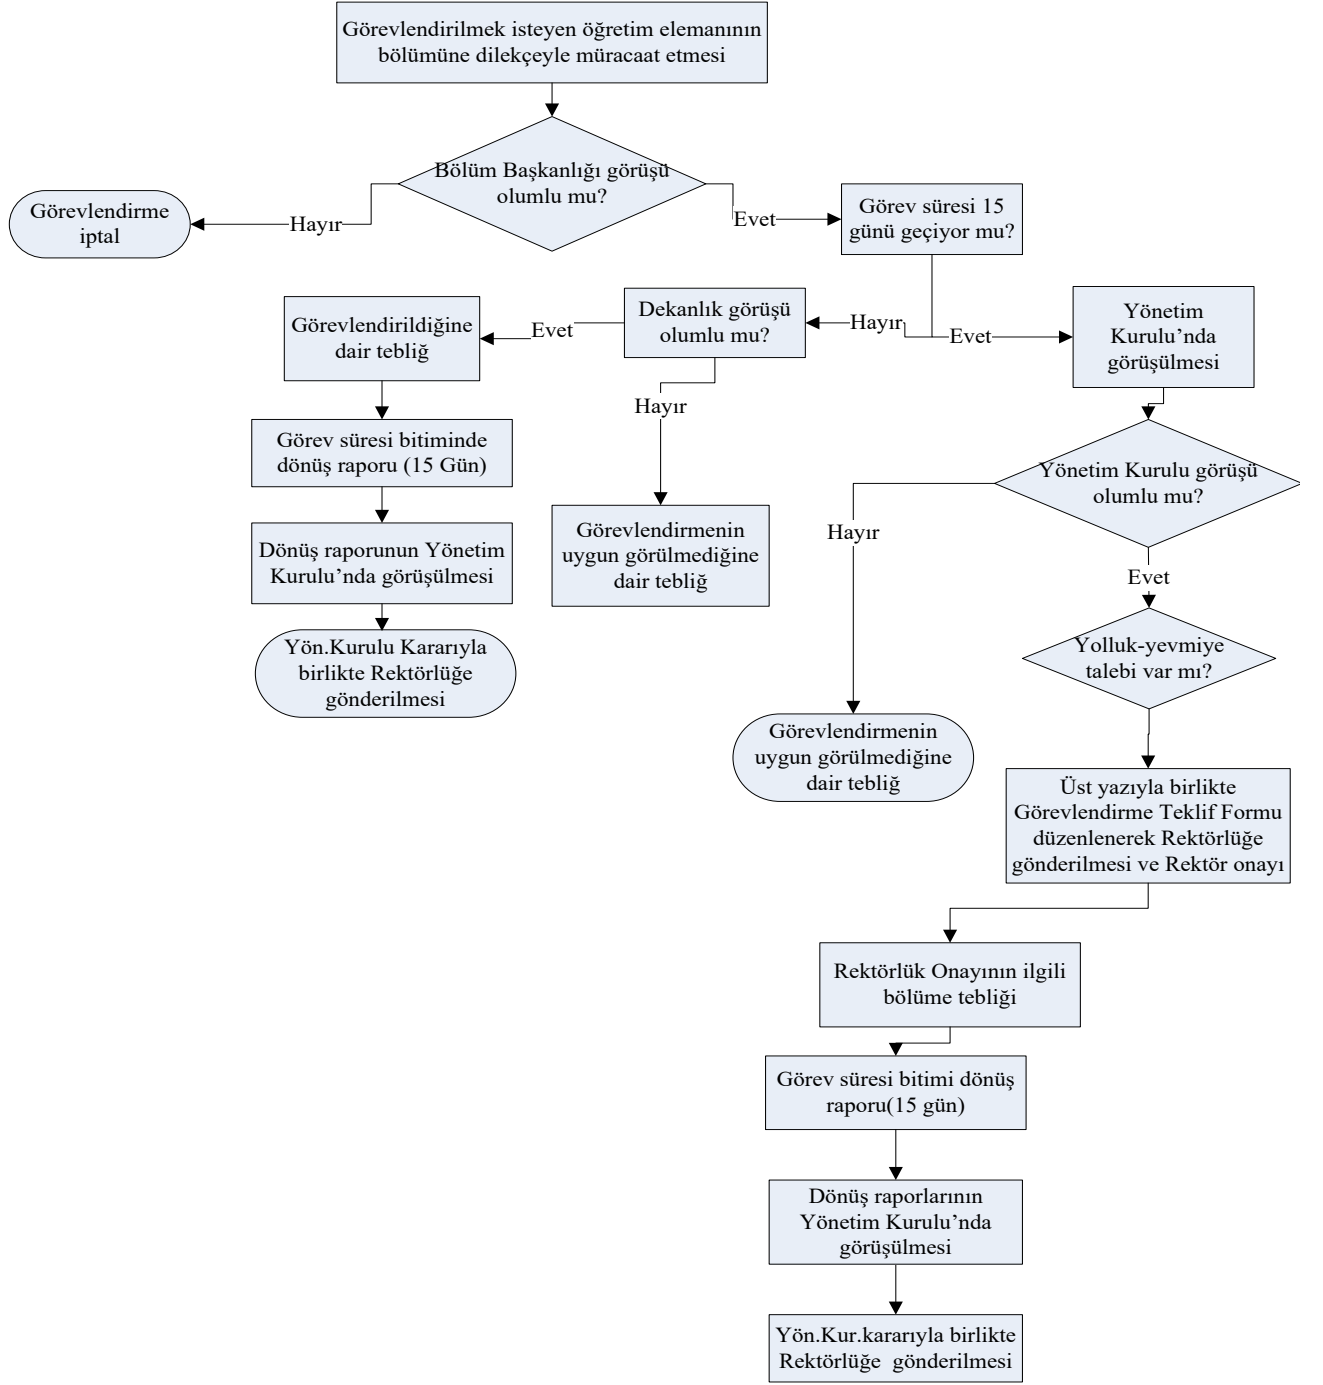 Görevlendirilmek isteyen öğretim elemanının
bölümüne dilekçeyle müracaat etmesi
Bölüm Başkanlığı görüşü
olumlu mu?
Görevlendirme
iptal
Hayır
Evet
Görev süresi 15
günü geçiyor mu?
Görevlendirildiğine
dair tebliğ
Evet
Dekanlık görüşü
olumlu mu?
Hayır
Evet
Yönetim
Kurulu’nda
görüşülmesi
Hayır
Görev süresi bitiminde
dönüş raporu (15 Gün)
Yönetim Kurulu görüşü
olumlu mu?
Dönüş raporunun Yönetim
Kurulu’nda görüşülmesi
Görevlendirmenin
uygun görülmediğine
dair tebliğ
Hayır
Evet
Yön.Kurulu Kararıyla
birlikte Rektörlüğe
gönderilmesi
Yolluk-yevmiye
talebi var mı?
Görevlendirmenin
uygun görülmediğine
dair tebliğ
Üst yazıyla birlikte
Görevlendirme Teklif Formu
düzenlenerek Rektörlüğe
gönderilmesi ve Rektör onayı
Rektörlük Onayının ilgili
bölüme tebliği
Görev süresi bitimi dönüş
raporu(15 gün)
Dönüş raporlarının
Yönetim Kurulu’nda
görüşülmesi
Yön.Kur.kararıyla birlikte
Rektörlüğe  gönderilmesi